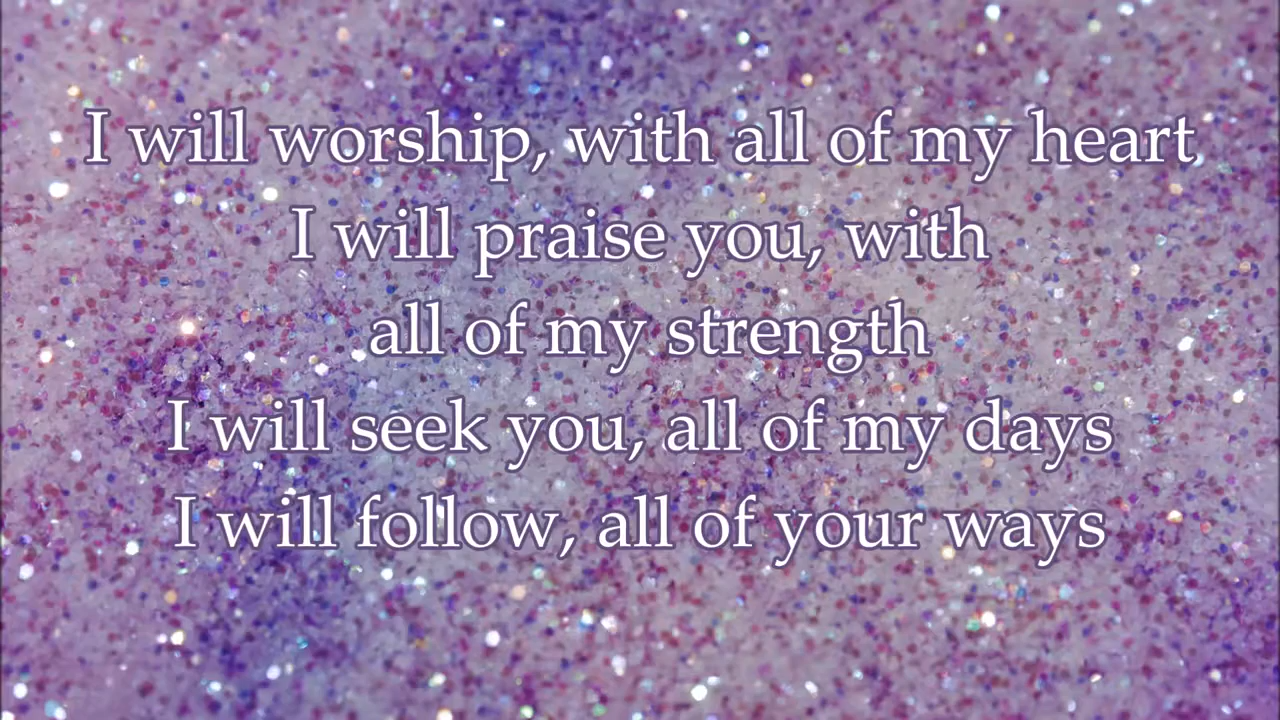 I will worship, with all of my heart
I will praise you, with
all of my strength
I will seek you, all of my days
I will follow, all of your ways